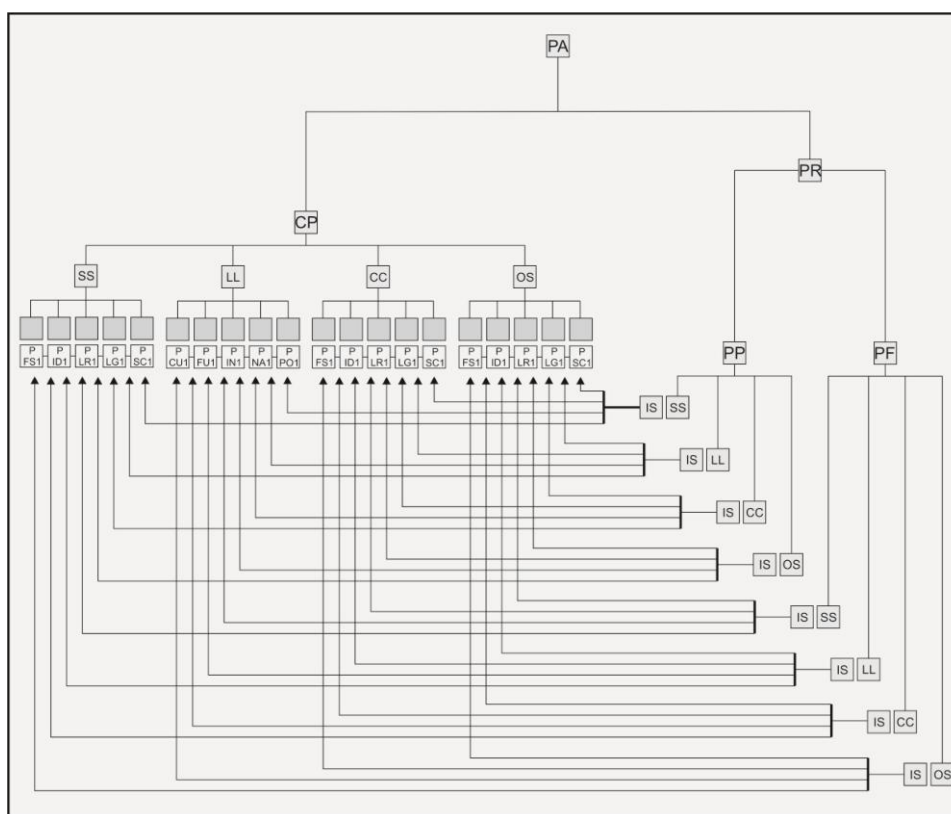 PA
PR
CP
SS LL CC OS
P P P P P P P P P P P P P P P P P P P P
FS1 ID1 LR1 LG1 SC1 CU1 FU1 IN1 NA1 PO1 FS1 ID1 LR1 LG1 SC1 FS1 ID1 LR1 LG1 SC1
PP PF
IS SS
IS LL
IS CC
IS OS
IS SS
IS LL
IS CC
IS OS